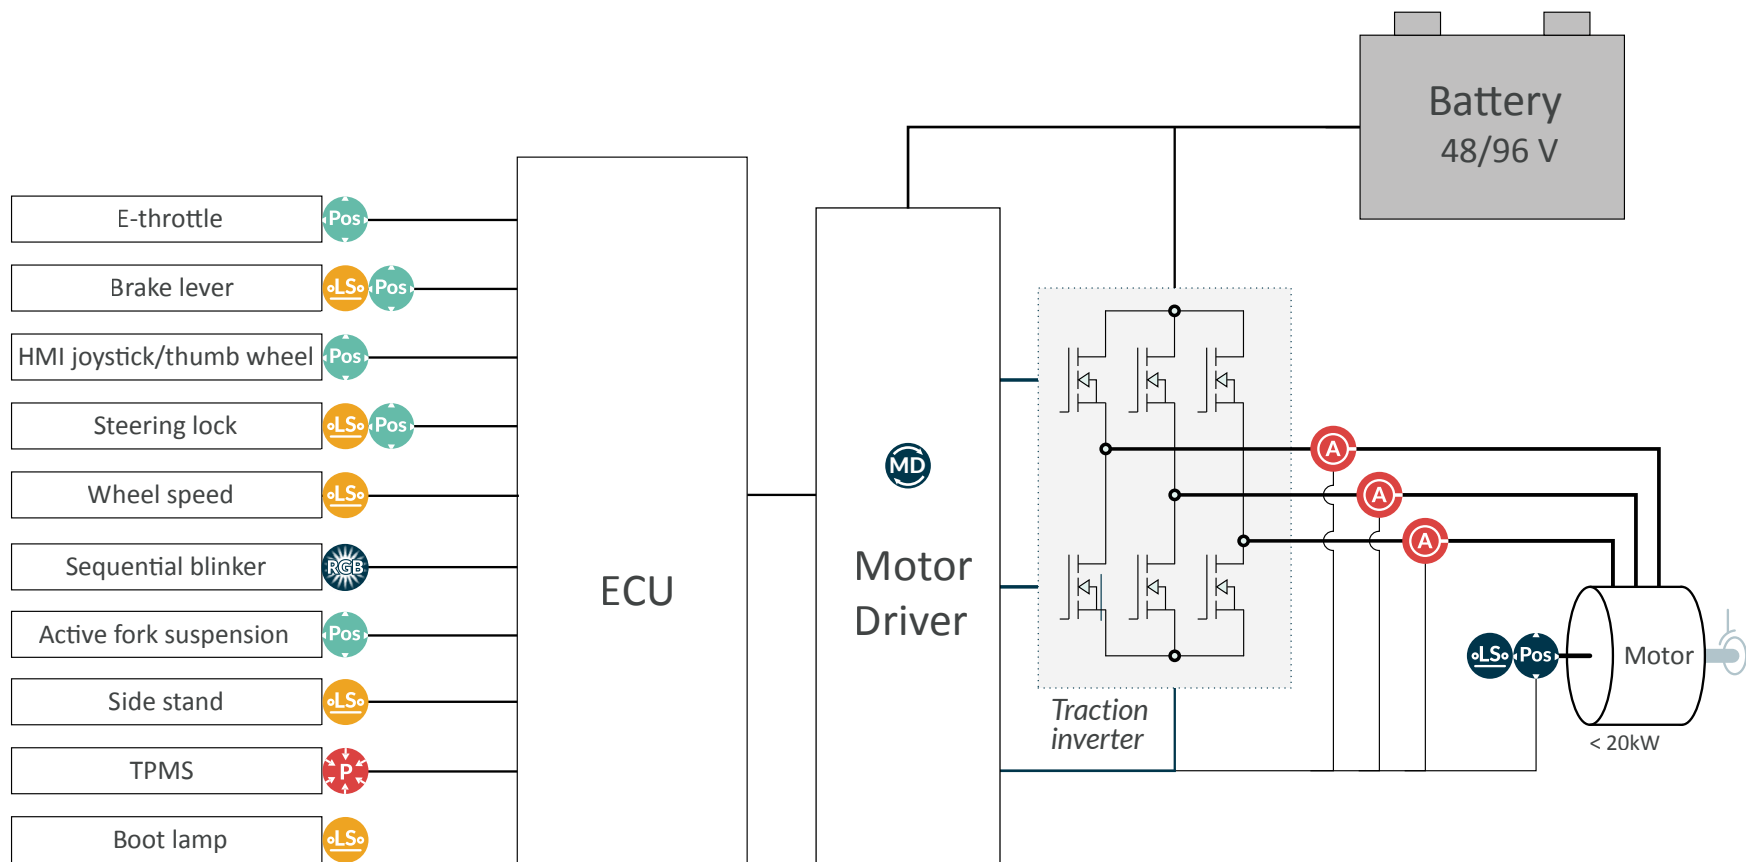 Battery
48/96 V
E-throttle
Pos
Brake lever
LS
Pos
HMI joystick/thumb wheel
Pos
Steering lock
LS
Pos
Wheel speed
LS
Sequential blinker
RGB
Active fork suspension
Pos
Side stand
LS
TPMS
P
Boot lamp
LS
ECU
MD
Motor
Driver
Traction
inverter
A
A
A
LS
Pos
Motor
< 20kW